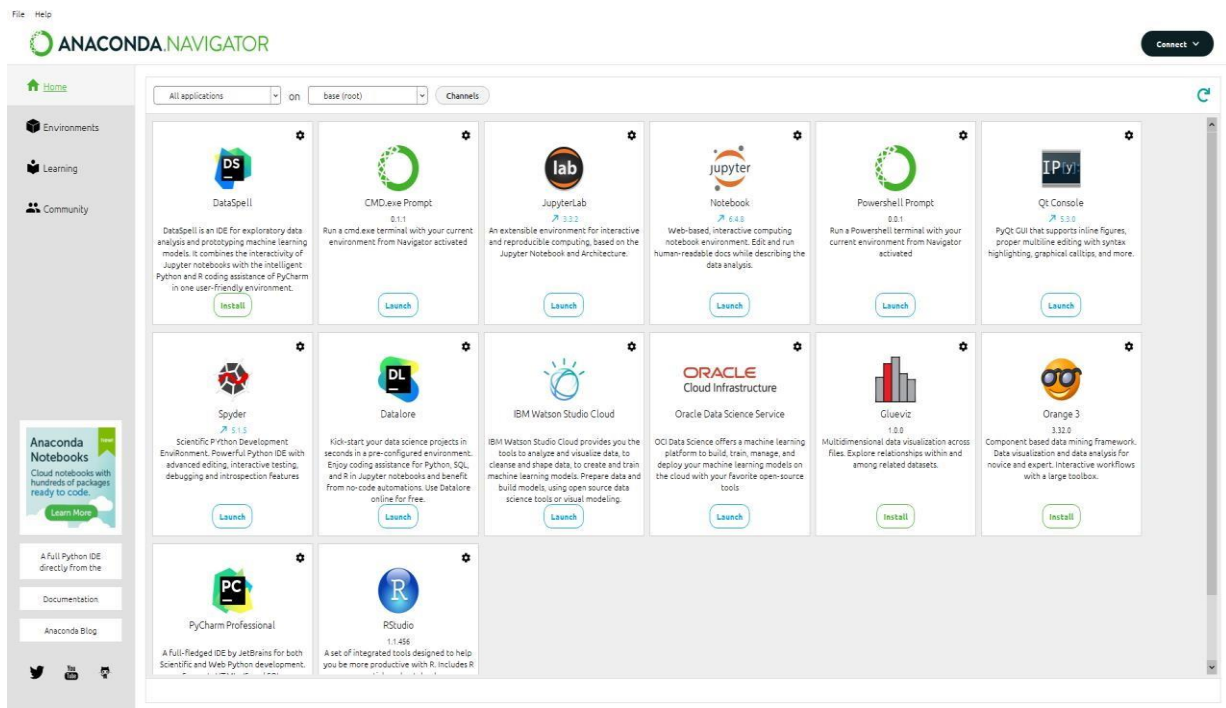 File Help
ANACONDA.NAVIGATOR
Connect
Home
Environments
Learning
Community
All applications on base (root) Channels
DS
DataSpell
DataSpell is an IDE for exploratory data
analysis and prototyping machine learning
models. It combines the interactivity of
Jupyter notebooks with the intelligent
Python and R coding assistance of PyCharm
in one user-friendly environment.
Install
CMD.exe Prompt
0.1.1
Run a cmd.exe terminal with your current
environment from Navigator activated
Launch
lab
JupyterLab
3.3.2
An extensible environment for interactive
and reproducible computing, based on the
Jupyter Notebook and Architecture.
Launch
jupyter
Notebook
6.4.8
Web-based, interactive computing
notebook environment. Edit and run
human-readable docs while describing the
data analysis.
Launch
Powershell Prompt
0.0.1
Run a Powershell terminal with your
current environment from Navigator
activated
Launch
IP[y]:
Qt Console
5.3.0
PyQt GUI that supports inline figures,
proper multiline editing with syntax
highlighting, graphical calltips, and more.
Launch
Spyder
5.1.5
Scientific PYthon Development
EnviRonment. Powerful Python IDE with
advanced editing, interactive testing,
debugging and introspection features
Launch
DL
Datalore
Kick-start your data science projects in
seconds in a pre-configured environment.
Enjoy coding assistance for Python, SQL,
and R in Jupyter notebooks and benefit
from no-code automations. Use Datalore
online for free.
Launch
IBM Watson Studio Cloud
IBM Watson Studio Cloud provides you the
tools to analyze and visualize data, to
cleanse and shape data, to create and train
machine learning models. Prepare data and
build models, using open source data
science tools or visual modeling.
Launch
ORACLE
Cloud Infrastructure
Oracle Data Science Service
OCI Data Science offers a machine learning
platform to build, train, manage, and
deploy your machine learning models on
the cloud with your favorite open-source
tools
Launch
Glueviz
1.0.0
Multidimensional data visualization across
files. Explore relationships within and
among related datasets.
Install
Orange 3
3.32.0
Component based data mining framework.
Data visualization and data analysis for
novice and expert. Interactive workflows
with a large toolbox.
Install
PC
PyCharm Professional
A full-fledged IDE by JetBrains for both
Scientific and Web Python development.
R
RStudio
1.1.456
A set of integrated tools designed to help
you be more productive with R. Includes R
Anaconda
Notebooks
Cloud notebooks with
hundreds of packages
ready to code.
Learn More
A Full Python IDE
directly from the
Documentation
Anaconda Blog
You
Tube